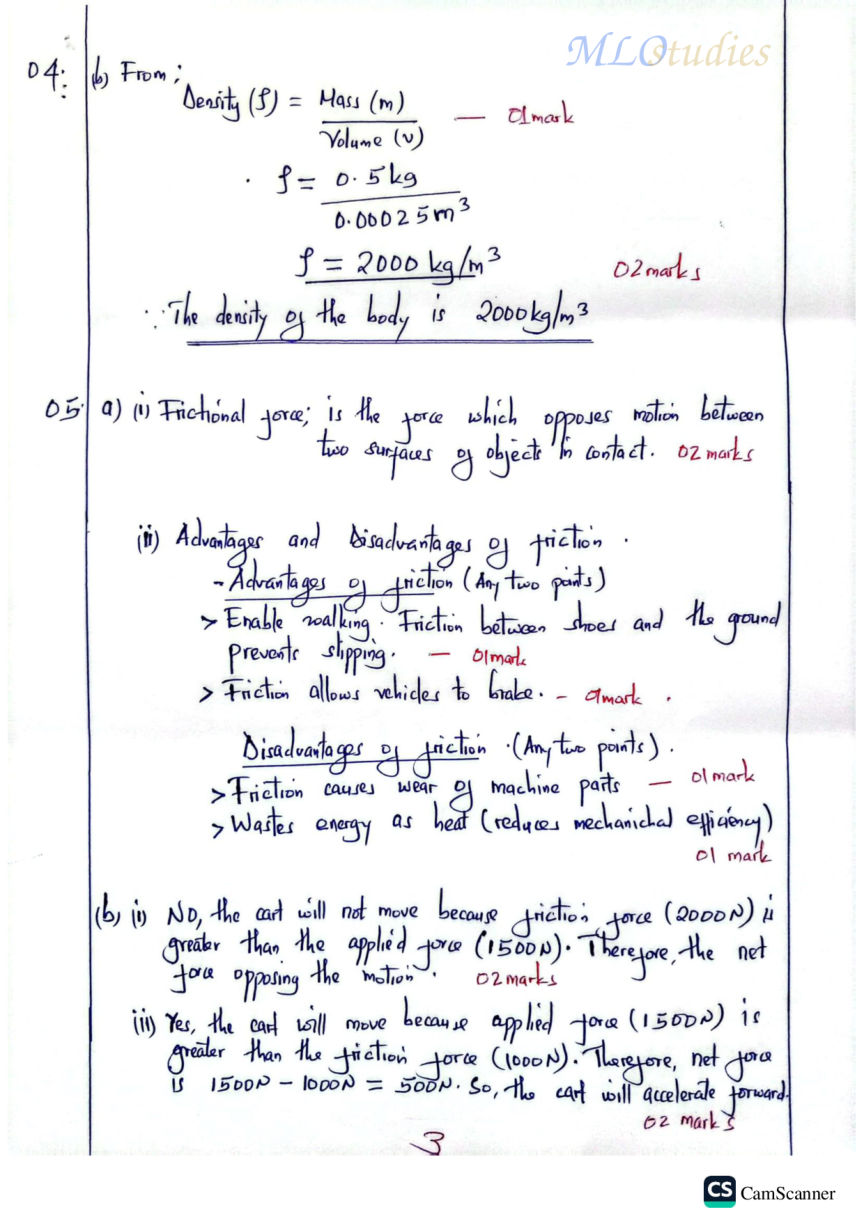 MLOstudies
04: (b) From;
Density (ρ) = Mass (m)
Volume (v)
— 01mark
ρ = 0.5kg
0.00025m³
ρ = 2000 kg/m³ 02marks
∴ The density of the body is 2000kg/m³
05 a) (i) Frictional force; is the force which opposes motion between
two surfaces of objects in contact. 02 marks
(ii) Advantages and Disadvantages of friction.
- Advantages of friction (Any two points)
> Enable walking. Friction between shoes and the ground
prevents slipping. — 01mark
> Friction allows vehicles to brake. - 01mark.
Disadvantages of friction. (Any two points).
> Friction causes wear of machine parts — 01 mark
> Wastes energy as heat (reduces mechanichal efficiency)
01 mark
(b) (i) NO, the cart will not move because friction force (2000N) is
greater than the applied force (1500N). Therefore, the net
force opposing the motion. 02marks
(ii) Yes, the cart will move because applied force (1500N) is
greater than the friction force (1000N). Therefore, net force
is 1500N - 1000N = 500N. So, the cart will accelerate forward.
02 marks
3
CS CamScanner